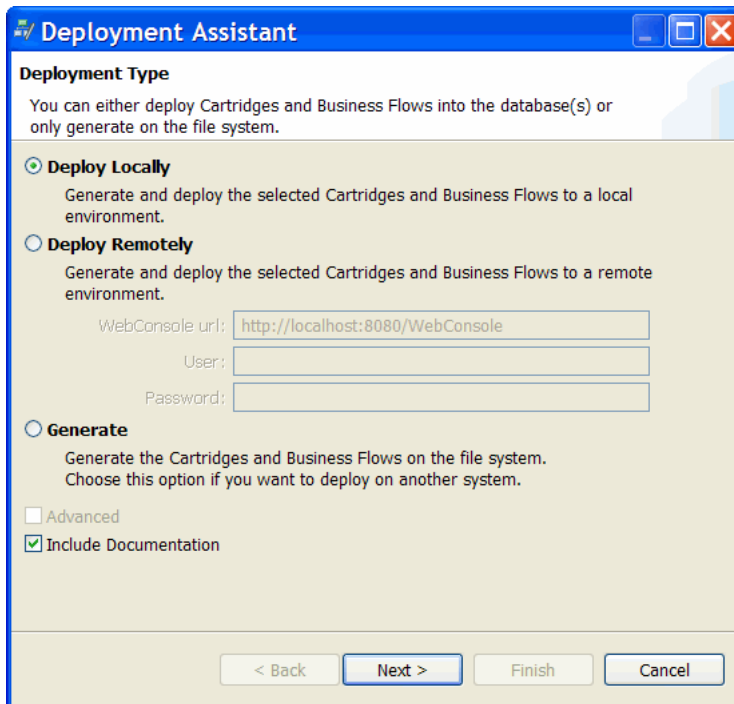 Deployment Assistant
Deployment Type
You can either deploy Cartridges and Business Flows into the database(s) or
only generate on the file system.
Deploy Locally
Generate and deploy the selected Cartridges and Business Flows to a local
environment.
Deploy Remotely
Generate and deploy the selected Cartridges and Business Flows to a remote
environment.
WebConsole url: http://localhost:8080/WebConsole
User:
Password:
Generate
Generate the Cartridges and Business Flows on the file system.
Choose this option if you want to deploy on another system.
Advanced
Include Documentation
< Back Next > Finish Cancel